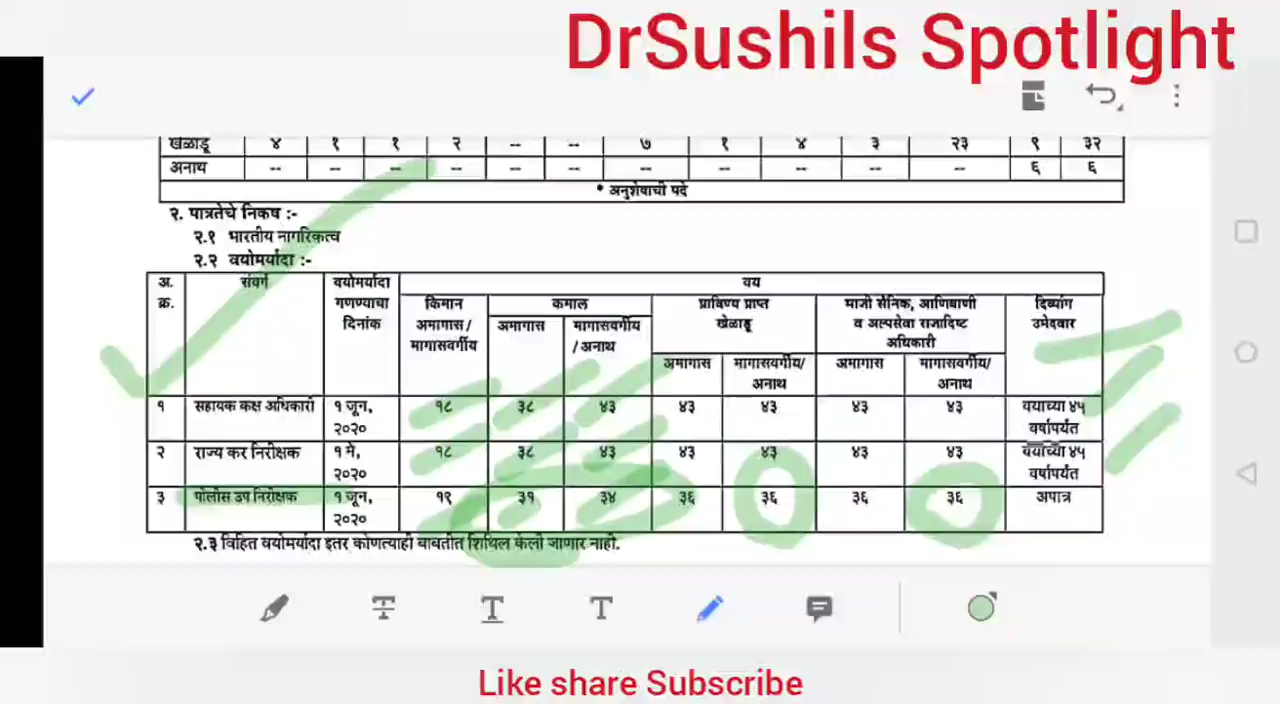 DrSushils Spotlight
खेळाडू ४ १ १ २ -- -- ७ १ ४ ३ २३ ९ ३२
अनाथ -- -- -- -- -- -- -- -- -- -- -- ६ ६
* अनुशेषाची पदे
२. पात्रतेचे निकष :-
२.१ भारतीय नागरिकत्व
२.२ वयोमर्यादा :-
अ. क्र. संवर्ग वयोमर्यादा गणण्याचा दिनांक वय
किमान अमागास/ मागासवर्गीय कमाल प्राविण्य प्राप्त खेळाडू माजी सैनिक, आणिबाणी व अल्पसेवा राजादिष्ट अधिकारी दिव्यांग उमेदवार
अमागास मागासवर्गीय /अनाथ अमागास मागासवर्गीय/ अनाथ अमागास मागासवर्गीय/ अनाथ
१ सहायक कक्ष अधिकारी १ जून, २०२० १८ ३८ ४३ ४३ ४३ ४३ ४३ वयाच्या ४५ वर्षापर्यंत
२ राज्य कर निरीक्षक १ मे, २०२० १८ ३८ ४३ ४३ ४३ ४३ ४३ वयाच्या ४५ वर्षापर्यंत
३ पोलीस उप निरीक्षक १ जून, २०२० १९ ३१ ३४ ३६ ३६ ३६ ३६ अपात्र
२.३ विहित वयोमर्यादा इतर कोणत्याही बाबतीत शिथिल केली जाणार नाही.
Like share Subscribe